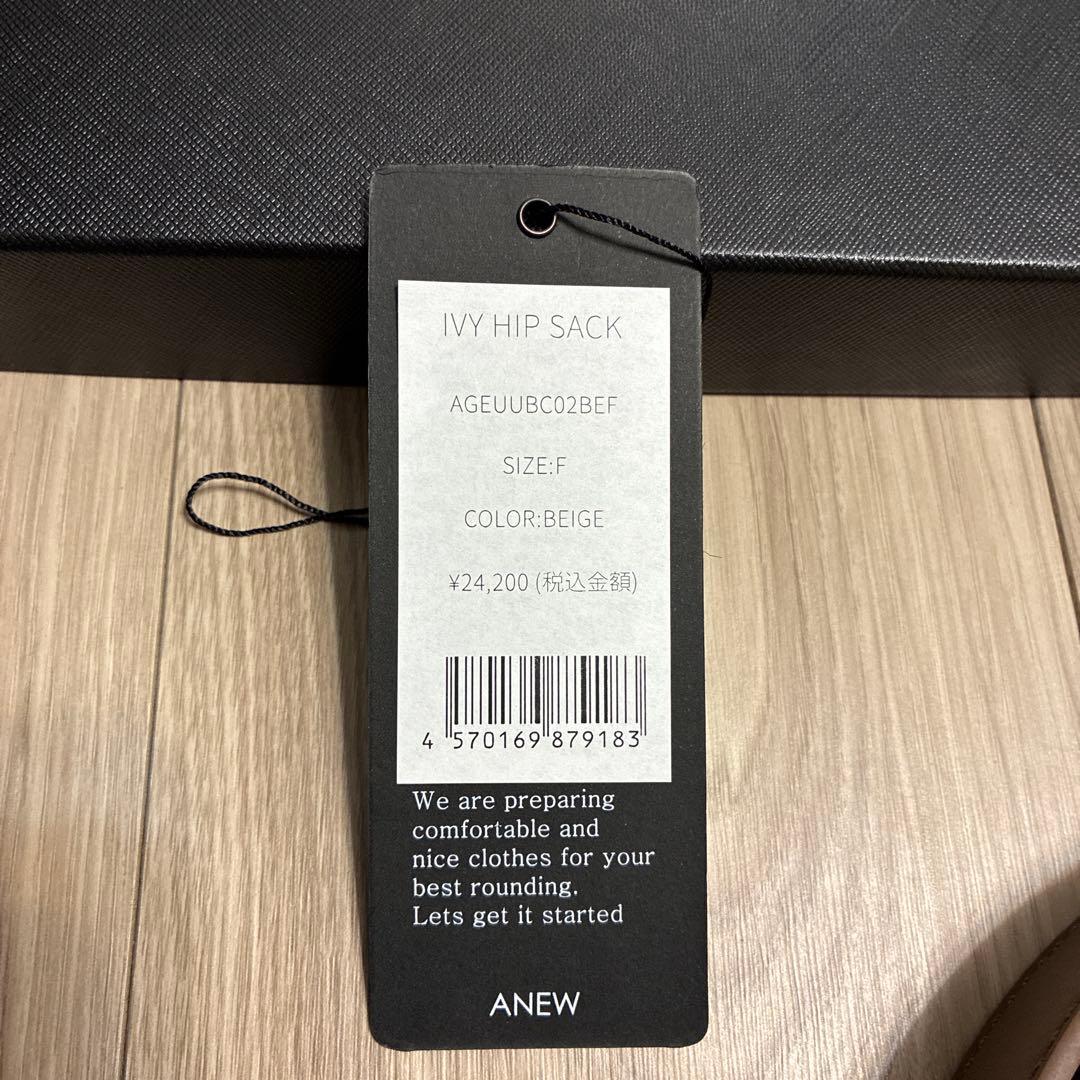 IVY HIP SACK
AGEUUBC02BEF
SIZE:F
COLOR:BEIGE
¥24,200 (税込金額)
4 570169 879183
We are preparing
comfortable and
nice clothes for your
best rounding.
Lets get it started
ANEW